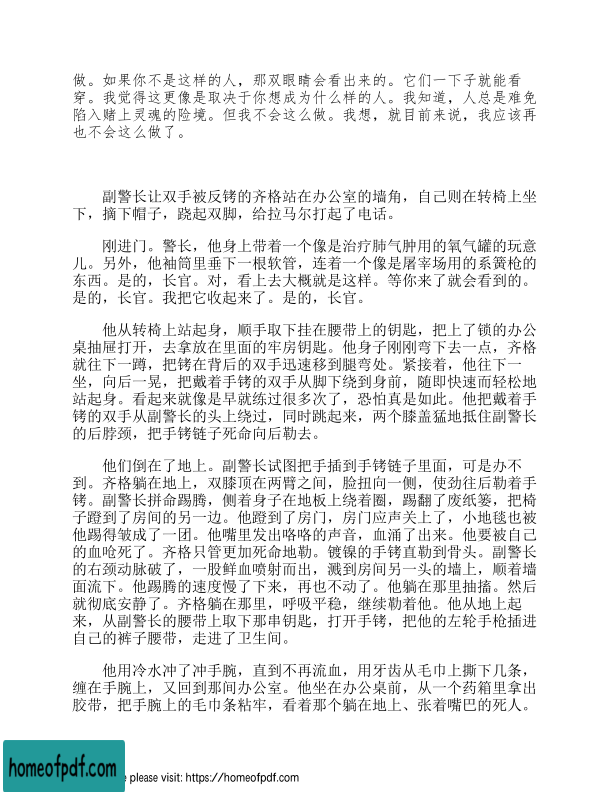 做。如果你不是这样的人，那双眼睛会看出来的。它们一下子就能看
穿。我觉得这更像是取决于你想成为什么样的人。我知道，人总是难免
陷入赌上灵魂的险境。但我不会这么做。我想，就目前来说，我应该再
也不会这么做了。
副警长让双手被反铐的齐格站在办公室的墙角，自己则在转椅上坐
下，摘下帽子，跷起双脚，给拉马尔打起了电话。
刚进门。警长，他身上带着一个像是治疗肺气肿用的氧气罐的玩意
儿。另外，他袖筒里垂下一根软管，连着一个像是屠宰场用的系簧枪的
东西。是的，长官。对，看上去大概就是这样。等你来了就会看到的。
是的，长官。我把它收起来了。是的，长官。
他从转椅上站起身，顺手取下挂在腰带上的钥匙，把上了锁的办公
桌抽屉打开，去拿放在里面的牢房钥匙。他身子刚刚弯下去一点，齐格
就往下一蹲，把铐在背后的双手迅速移到腿弯处。紧接着，他往下一
坐，向后一晃，把戴着手铐的双手从脚下绕到身前，随即快速而轻松地
站起身。看起来就像是早就练过很多次了，恐怕真是如此。他把戴着手
铐的双手从副警长的头上绕过，同时跳起来，两个膝盖猛地抵住副警长
的后脖颈，把手铐链子死命向后勒去。
他们倒在了地上。副警长试图把手插到手铐链子里面，可是办不
到。齐格躺在地上，双膝顶在两臂之间，脸扭向一侧，使劲往后勒着手
铐。副警长拼命踢腾，侧着身子在地板上绕着圈，踢翻了废纸篓，把椅
子蹬到了房间的另一边。他蹬到了房门，房门应声关上了，小地毯也被
他踢得皱成了一团。他嘴里发出咯咯的声音，血涌了出来。他要被自己
的血呛死了。齐格只管更加死命地勒。镀镍的手铐直勒到骨头。副警长
的右颈动脉破了，一股鲜血喷射而出，溅到房间另一头的墙上，顺着墙
面流下。他踢腾的速度慢了下来，再也不动了。他躺在那里抽搐。然后
就彻底安静了。齐格躺在那里，呼吸平稳，继续勒着他。他从地上起
来，从副警长的腰带上取下那串钥匙，打开手铐，把他的左轮手枪插进
自己的裤子腰带，走进了卫生间。
他用冷水冲了冲手腕，直到不再流血，用牙齿从毛巾上撕下几条，
缠在手腕上，又回到那间办公室。他坐在办公桌前，从一个药箱里拿出
胶带，把手腕上的毛巾条粘牢，看着那个躺在地上、张着嘴巴的死人。
homeofpdf.com
e please visit: https://homeofpdf.com